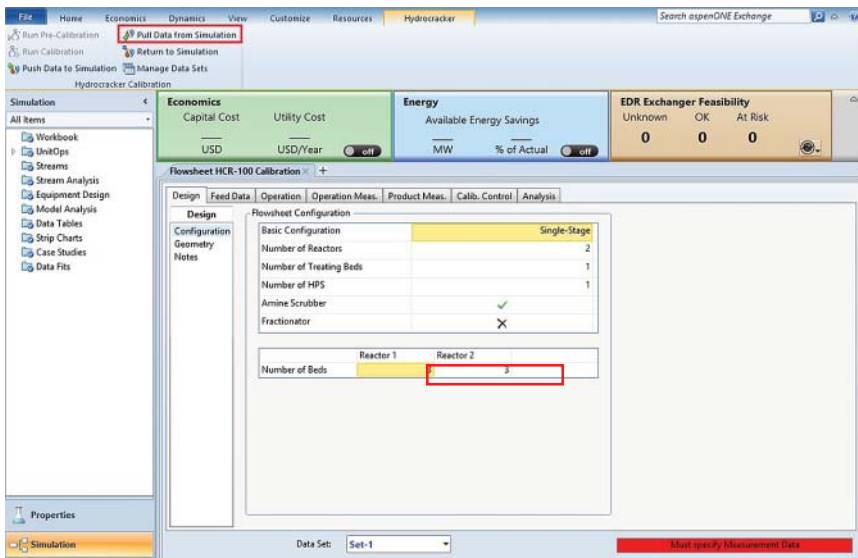 File Home Economics Dynamics View Customize Resources Hydrocracker Search aspenONE Exchange
Run Pre-Calibration Pull Data from Simulation
Run Calibration Return to Simulation
Push Data to Simulation Manage Data Sets
Hydrocracker Calibration
Simulation
All Items
Workbook
UnitOps
Streams
Stream Analysis
Equipment Design
Model Analysis
Data Tables
Strip Charts
Case Studies
Data Fits
Properties
Simulation
Economics
Capital Cost Utility Cost
USD USD/Year off
Energy
Available Energy Savings
MW % of Actual off
EDR Exchanger Feasibility
Unknown OK At Risk
0 0 0
Flowsheet HCR-100 Calibration × +
Design Feed Data Operation Operation Meas. Product Meas. Calib. Control Analysis
Design
Configuration
Geometry
Notes
Flowsheet Configuration
Basic Configuration Single-Stage
Number of Reactors 2
Number of Treating Beds 1
Number of HPS 1
Amine Scrubber
Fractionator
Reactor 1 Reactor 2
Number of Beds 3
Data Set: Set-1
Must specify Measurement Data